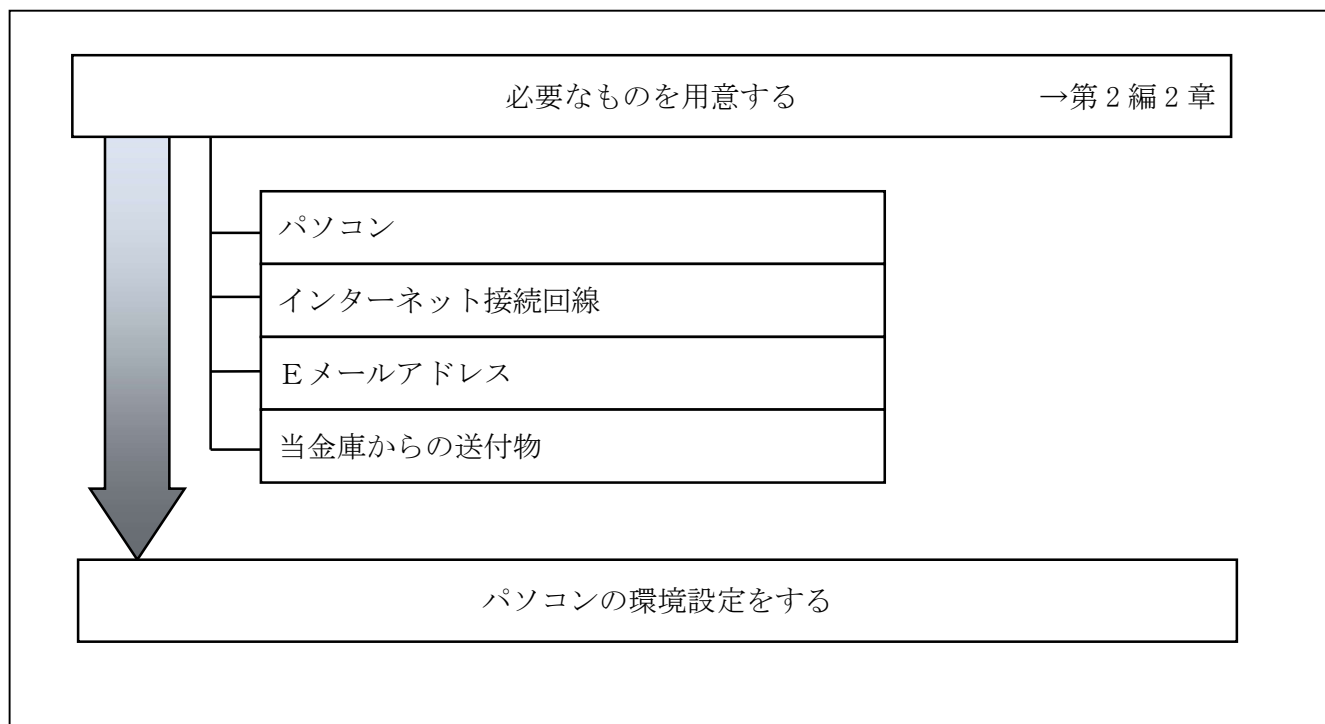 必要なものを用意する →第２編２章
パソコン
インターネット接続回線
Ｅメールアドレス
当金庫からの送付物
パソコンの環境設定をする